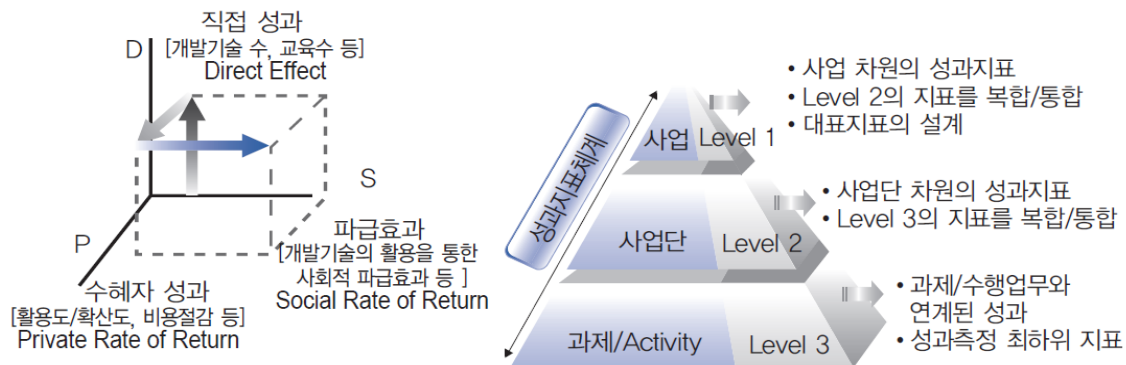 직접 성과
D
[개발기술 수, 교육수 등]
Direct Effect
S
P
파급효과
[개발기술의 활용을 통한
사회적 파급효과 등 ]
Social Rate of Return
수혜자 성과
[활용도/확산도, 비용절감 등]
Private Rate of Return
성과지표체계
사업
Level 1
• 사업 차원의 성과지표
• Level 2의 지표를 복합/통합
• 대표지표의 설계
사업단
Level 2
• 사업단 차원의 성과지표
• Level 3의 지표를 복합/통합
과제/Activity
Level 3
• 과제/수행업무와
연계된 성과
• 성과측정 최하위 지표